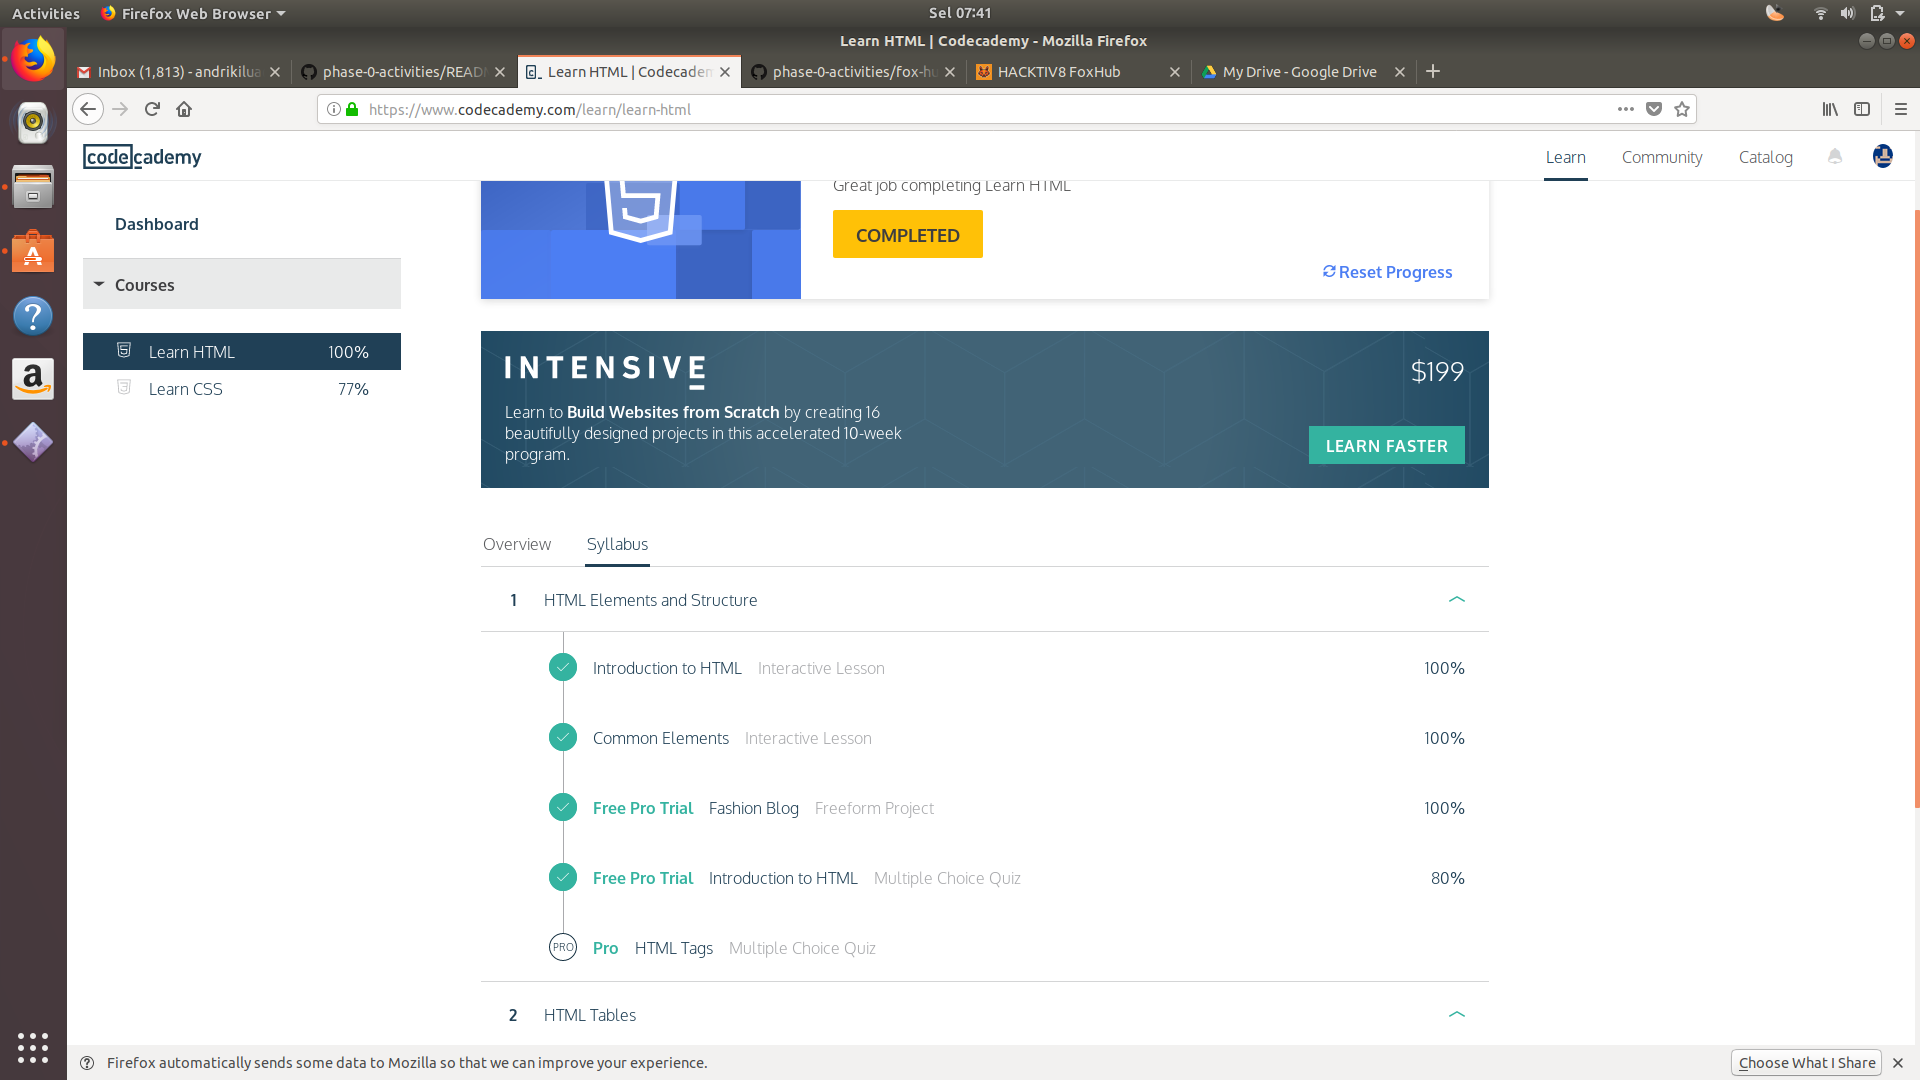 Activities Firefox Web Browser Sel 07:41
Learn HTML | Codecademy - Mozilla Firefox
Inbox (1,813) - andrikilua phase-0-activities/READ Learn HTML | Codecadem phase-0-activities/fox-hu HACKTIV8 FoxHub My Drive - Google Drive
https://www.codecademy.com/learn/learn-html
codecademy Learn Community Catalog
Great job completing Learn HTML
Dashboard
COMPLETED
Reset Progress
Courses
Learn HTML 100%
Learn CSS 77%
INTENSIVE $199
Learn to Build Websites from Scratch by creating 16
beautifully designed projects in this accelerated 10-week
program.
LEARN FASTER
Overview Syllabus
1 HTML Elements and Structure
Introduction to HTML Interactive Lesson 100%
Common Elements Interactive Lesson 100%
Free Pro Trial Fashion Blog Freeform Project 100%
Free Pro Trial Introduction to HTML Multiple Choice Quiz 80%
PRO Pro HTML Tags Multiple Choice Quiz
2 HTML Tables
Firefox automatically sends some data to Mozilla so that we can improve your experience. Choose What I Share